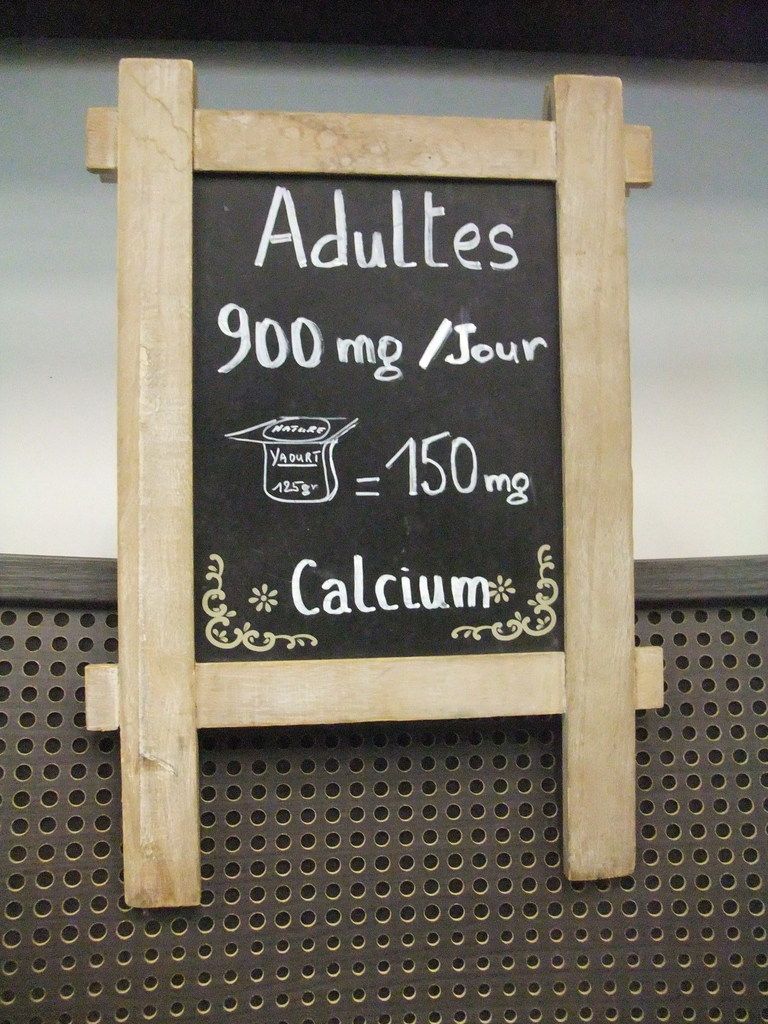 Adultes
900 mg /Jour
NATURE
YAOURT
125gr
= 150 mg
Calcium